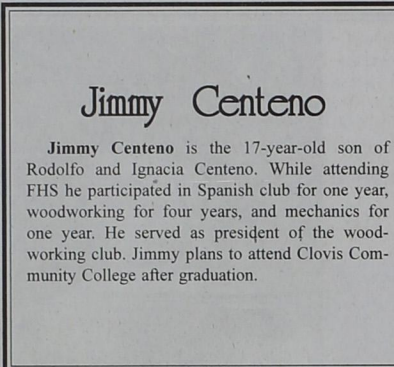 Jimmy Centeno
Jimmy Centeno is the 17-year-old son of
Rodolfo and Ignacia Centeno. While attending
FHS he participated in Spanish club for one year,
woodworking for four years, and mechanics for
one year. He served as president of the wood-
working club. Jimmy plans to attend Clovis Com-
munity College after graduation.